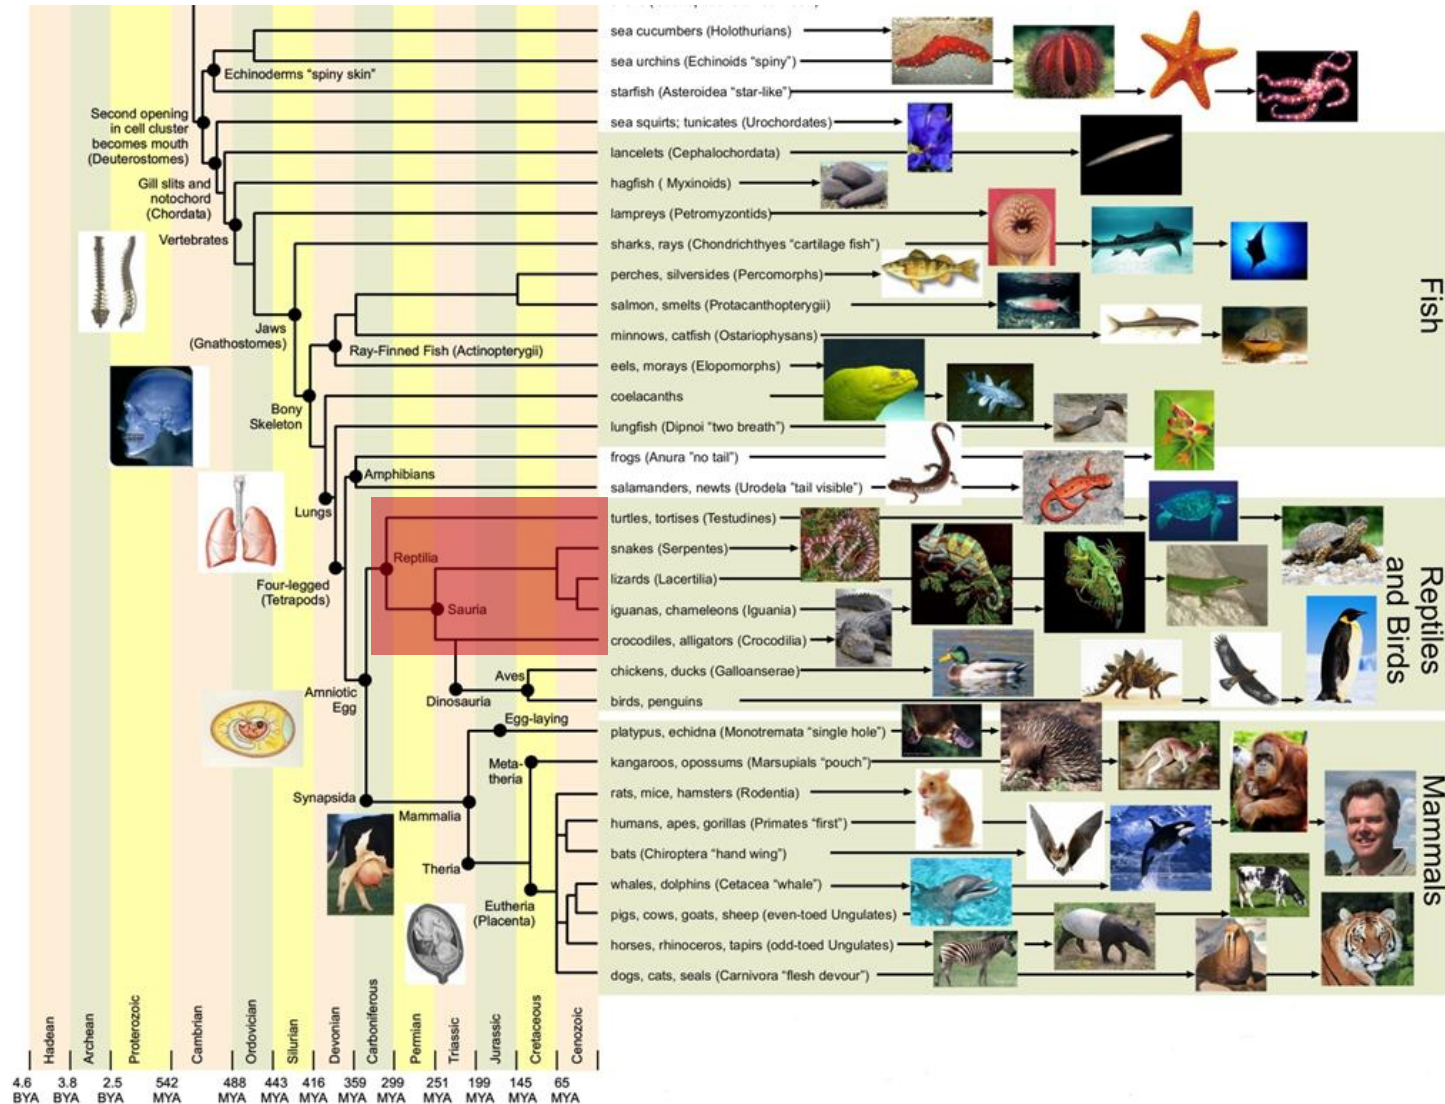 sea cucumbers (Holothurians)
sea urchins (Echinoids “spiny”)
Echinoderms “spiny skin”
starfish (Asteroidea “star-like”)
Second opening
in cell cluster
becomes mouth
(Deuterostomes)
sea squirts; tunicates (Urochordates)
lancelets (Cephalochordata)
Gill slits and
notochord
(Chordata)
hagfish ( Myxinoids)
lampreys (Petromyzontids)
Vertebrates
sharks, rays (Chondrichthyes “cartilage fish”)
perches, silversides (Percomorphs)
salmon, smelts (Protacanthopterygii)
Jaws
(Gnathostomes)
minnows, catfish (Ostariophysans)
Ray-Finned Fish (Actinopterygii)
eels, morays (Elopomorphs)
coelacanths
Bony
Skeleton
lungfish (Dipnoi “two breath”)
Fish
frogs (Anura ”no tail”)
Amphibians
salamanders, newts (Urodela ”tail visible”)
Lungs
turtles, tortises (Testudines)
snakes (Serpentes)
Reptilia
lizards (Lacertilia)
Four-legged
(Tetrapods)
iguanas, chameleons (Iguania)
Sauria
crocodiles, alligators (Crocodilia)
chickens, ducks (Galloanserae)
Aves
Amniotic
Egg
Dinosauria
birds, penguins
Reptiles
and Birds
Egg-laying
platypus, echidna (Monotremata “single hole”)
Meta-
theria
kangaroos, opossums (Marsupials “pouch”)
Synapsida
rats, mice, hamsters (Rodentia)
Mammalia
humans, apes, gorillas (Primates “first”)
bats (Chiroptera “hand wing”)
Theria
whales, dolphins (Cetacea “whale”)
Eutheria
(Placenta)
pigs, cows, goats, sheep (even-toed Ungulates)
horses, rhinoceros, tapirs (odd-toed Ungulates)
dogs, cats, seals (Carnivora “flesh devour”)
Mammals
Hadean
Archean
Proterozoic
Cambrian
Ordovician
Silurian
Devonian
Carboniferous
Permian
Triassic
Jurassic
Cretaceous
Cenozoic
4.6 3.8 2.5 542 488 443 416 359 299 251 199 145 65
BYA BYA BYA MYA MYA MYA MYA MYA MYA MYA MYA MYA MYA